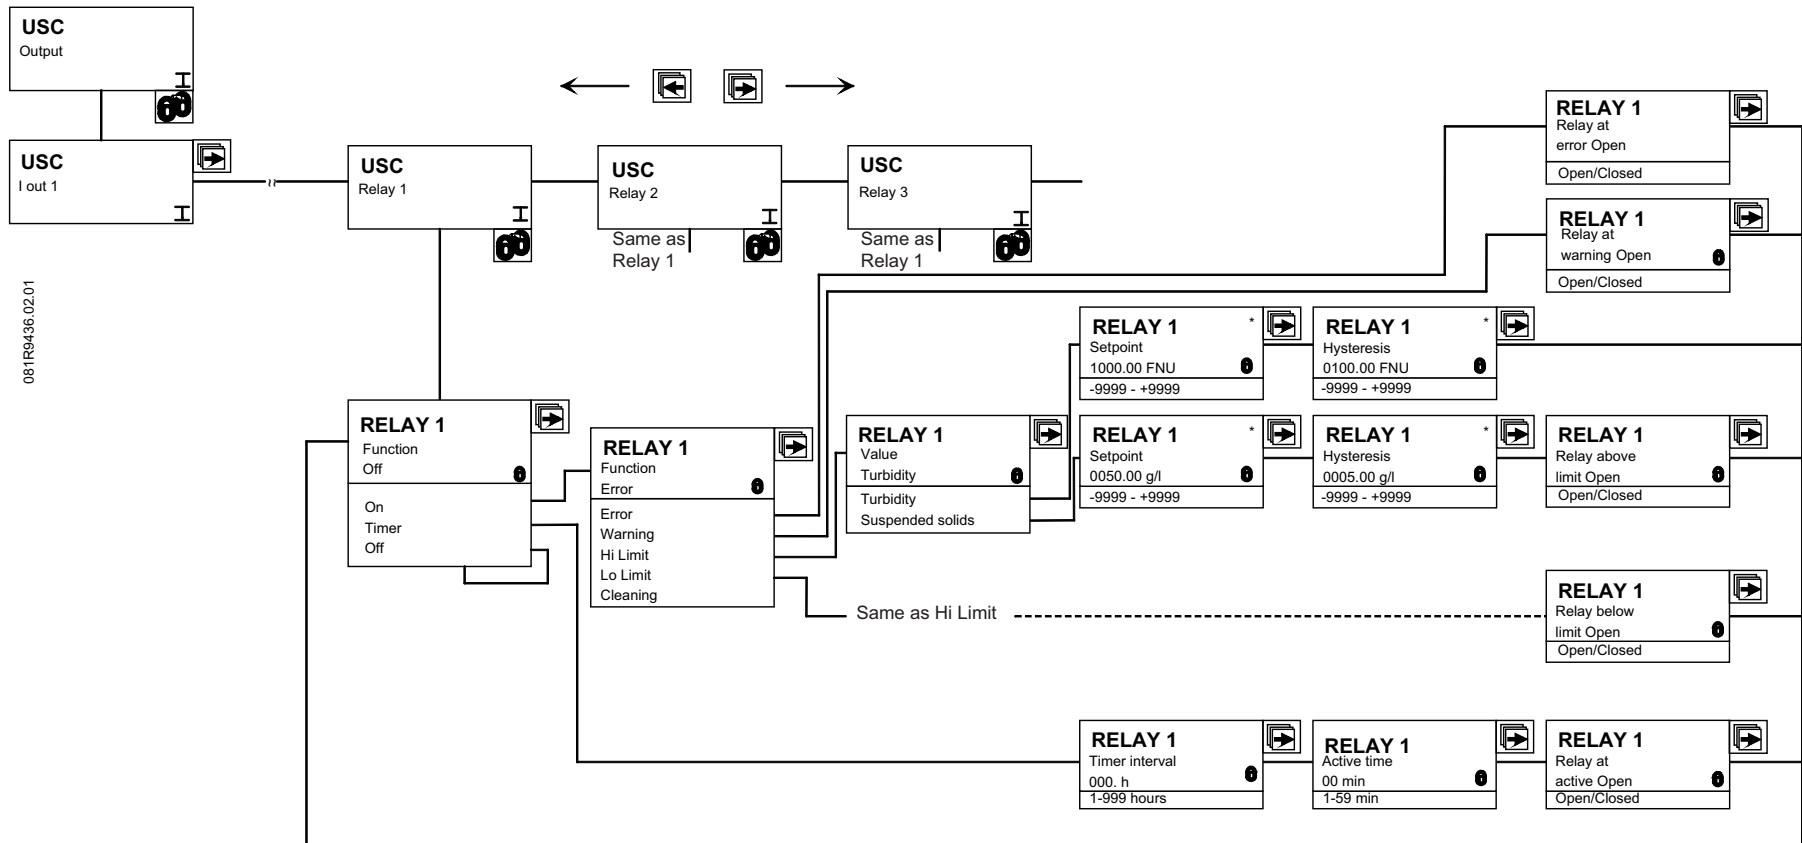 USC
Output
USC
I out 1
USC
Relay 1
USC
Relay 2
Same as
Relay 1
USC
Relay 3
Same as
Relay 1
081R9436.02.01
RELAY 1
Relay at
error Open
Open/Closed
RELAY 1
Relay at
warning Open
Open/Closed
RELAY 1 *
Setpoint
1000.00 FNU
-9999 - +9999
RELAY 1 *
Hysteresis
0100.00 FNU
-9999 - +9999
RELAY 1
Function
Off
On
Timer
Off
RELAY 1
Function
Error
Error
Warning
Hi Limit
Lo Limit
Cleaning
RELAY 1
Value
Turbidity
Turbidity
Suspended solids
RELAY 1 *
Setpoint
0050.00 g/l
-9999 - +9999
RELAY 1 *
Hysteresis
0005.00 g/l
-9999 - +9999
RELAY 1
Relay above
limit Open
Open/Closed
Same as Hi Limit
RELAY 1
Relay below
limit Open
Open/Closed
RELAY 1
Timer interval
000. h
1-999 hours
RELAY 1
Active time
00 min
1-59 min
RELAY 1
Relay at
active Open
Open/Closed